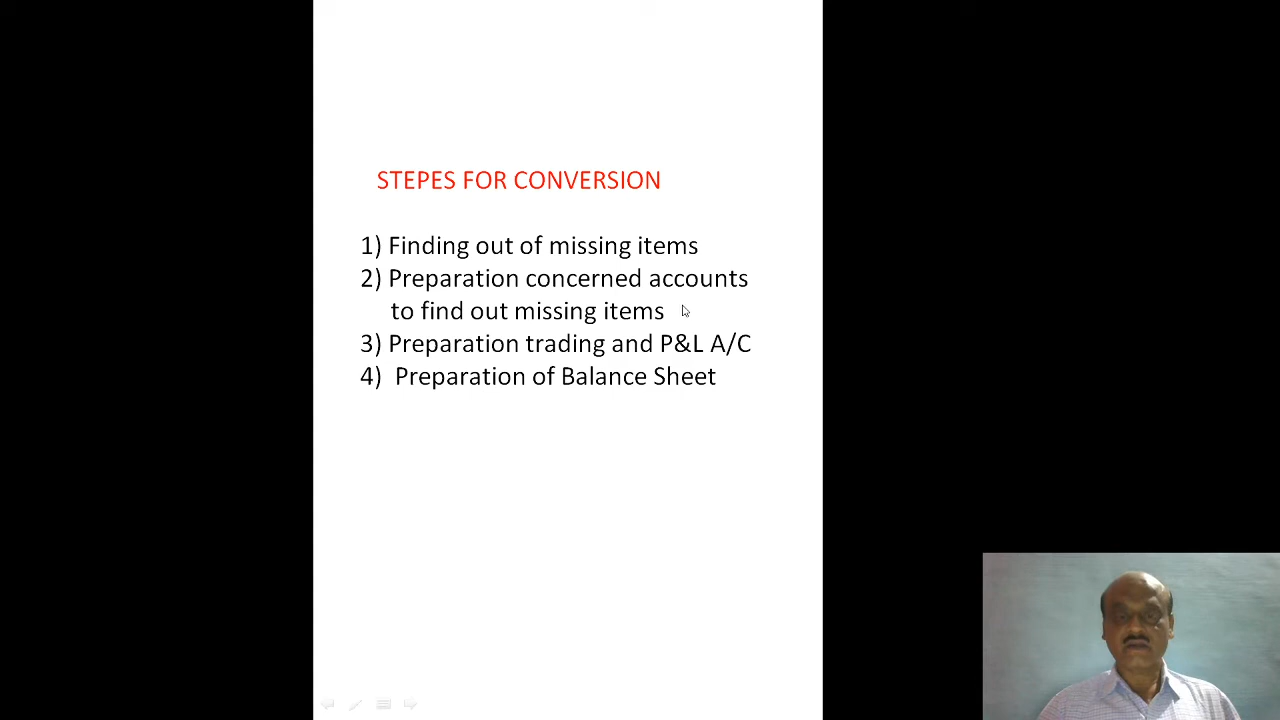 STEPES FOR CONVERSION
1) Finding out of missing items
2) Preparation concerned accounts
to find out missing items
3) Preparation trading and P&L A/C
4) Preparation of Balance Sheet